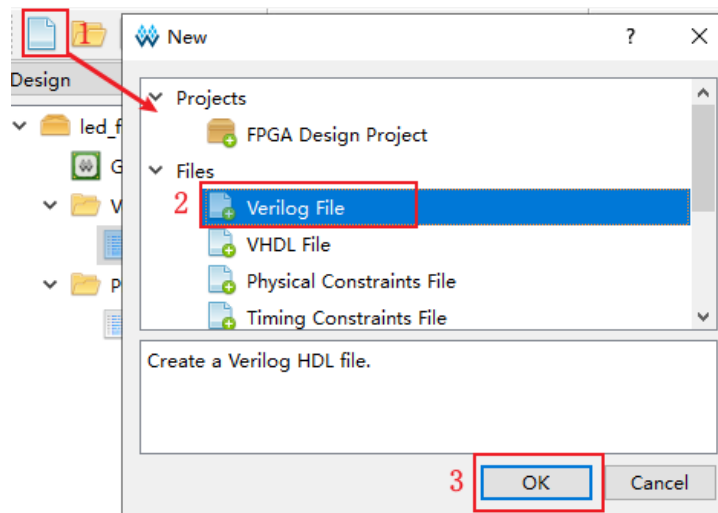 1
New
?
Design
Projects
led_f
FPGA Design Project
G
Files
2
Verilog File
V
VHDL File
P
Physical Constraints File
Timing Constraints File
Create a Verilog HDL file.
3
OK
Cancel